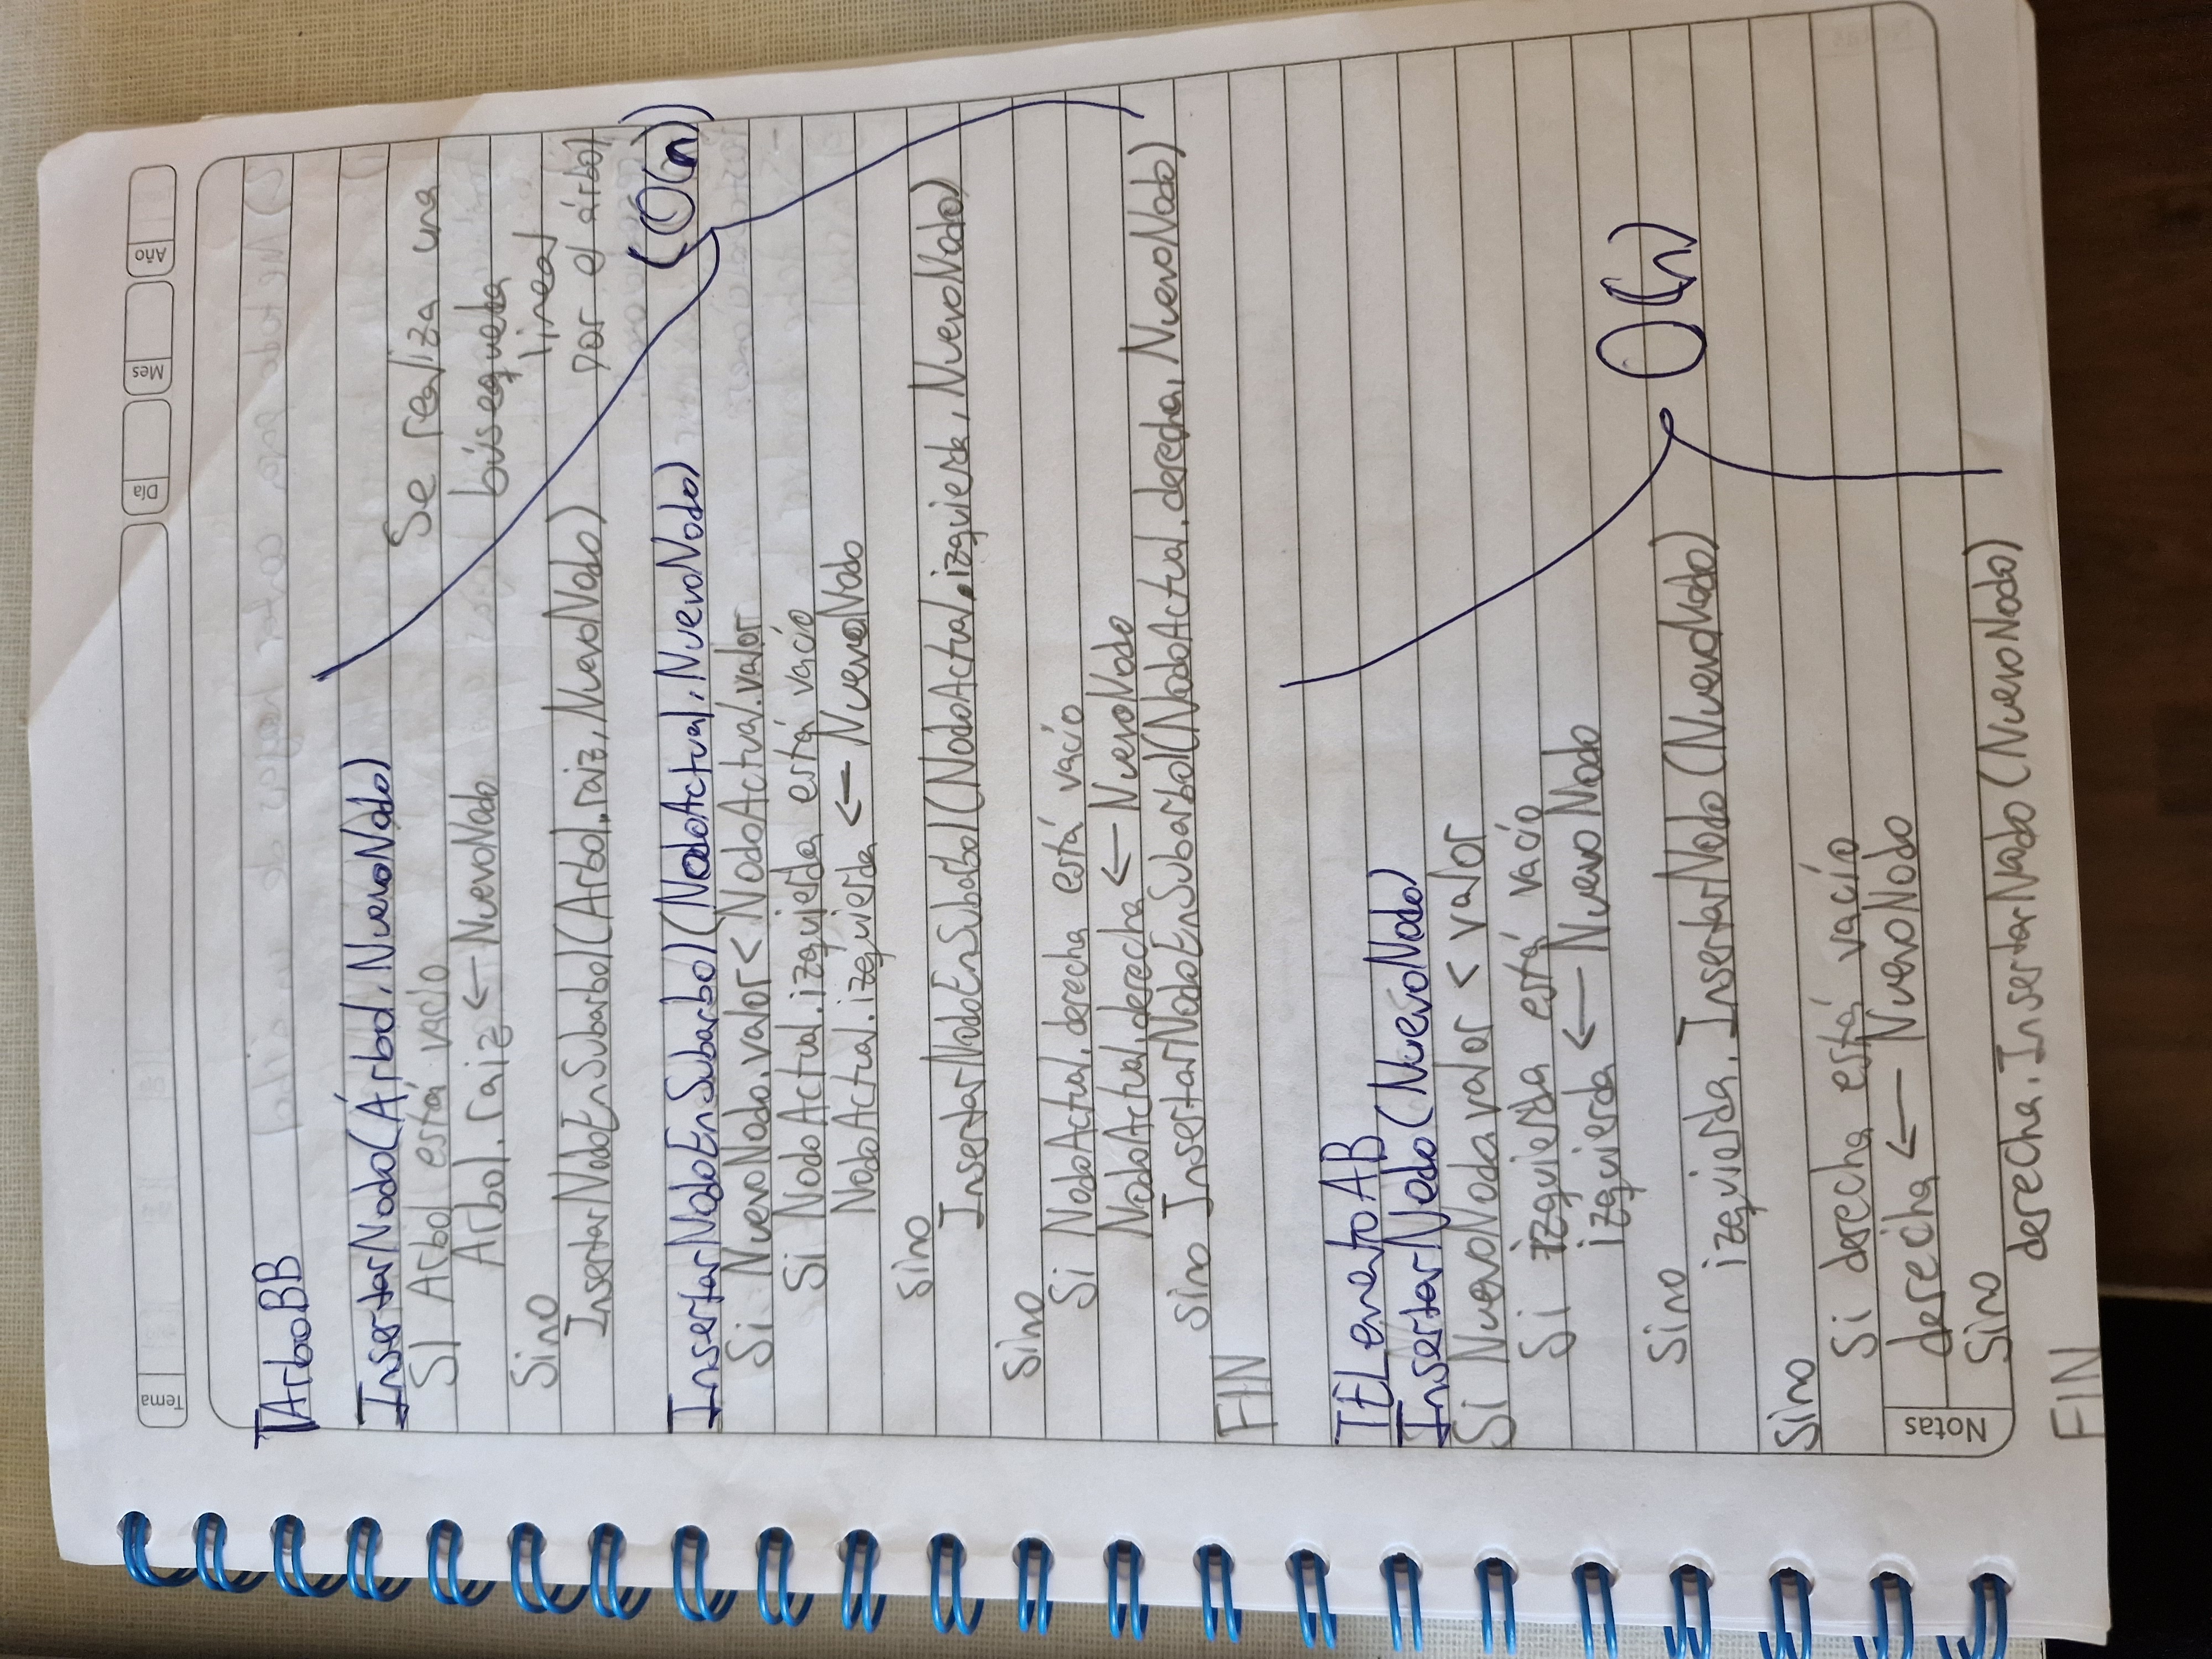 Tema
Día
Mes
Año
TArboBB
InsertarNodo(Árbol, NuevoNodo)
SI Arbol está vacío
Arbol.raiz ← NuevoNodo
Sino
InsertarNodoEnSubarbol(Arbol.raiz, NuevoNodo)
Se realiza una
búsequeda
lineal
por el árbol
(O(n))
InsertarNodoEnSubarbol(NodoActual, NuevoNodo)
Si NuevoNodo.valor < NodoActual.valor
Si NodoActual.izquierda está vacío
NodoActual.izquierda ← NuevoNodo
sino
InsertarNodoEnSubarbol(NodoActual.izquierda, NuevoNodo)
sino
Si NodoActual.derecha está vacío
NodoActual.derecha ← NuevoNodo
sino InsertarNodoEnSubarbol(NodoActual.derecha, NuevoNodo)
FIN
TELementoAB
InsertarNodo(NuevoNodo)
Si NuevoNodo.valor < valor
Si izquierda está vacío
izquierda ← NuevoNodo
Sino
izquierda.InsertarNodo(NuevoNodo)
O(n)
Sino
Si derecha está vacío
derecha ← NuevoNodo
Sino
derecha.InsertarNodo(NuevoNodo)
Notas
FIN